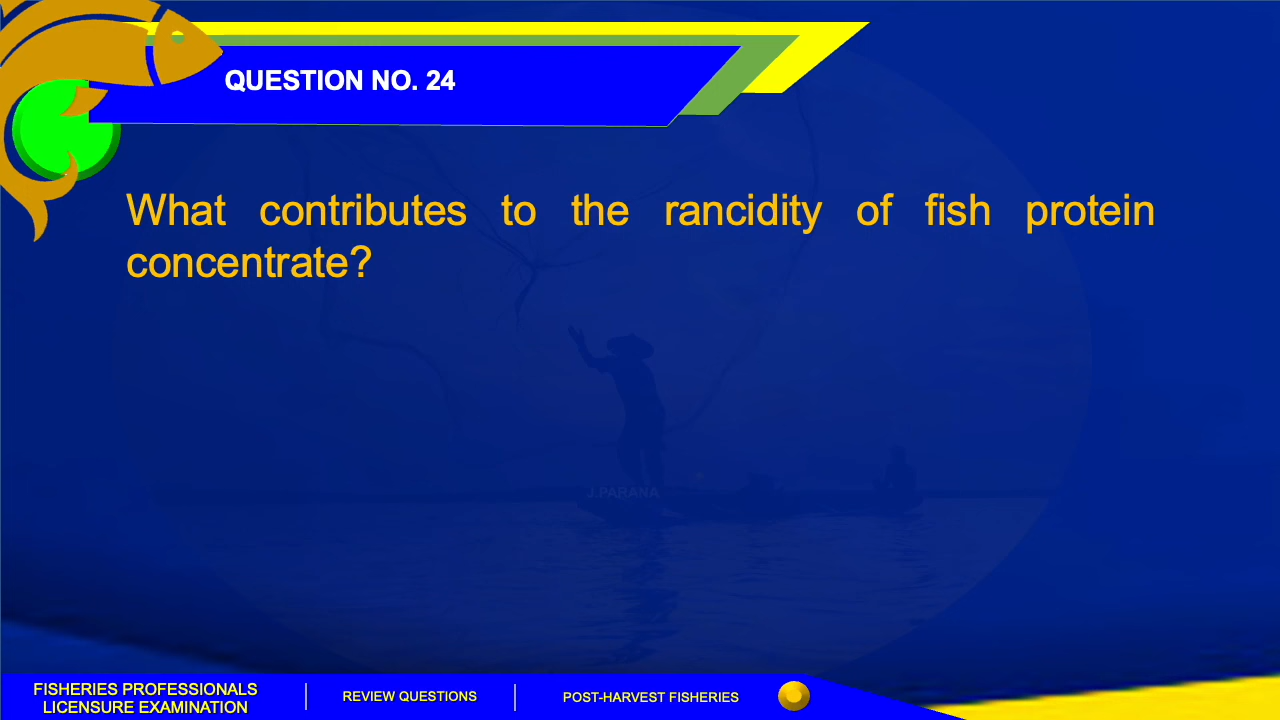 QUESTION NO. 24
What contributes to the rancidity of fish protein
concentrate?
J.PARANA
FISHERIES PROFESSIONALS
LICENSURE EXAMINATION
REVIEW QUESTIONS
POST-HARVEST FISHERIES